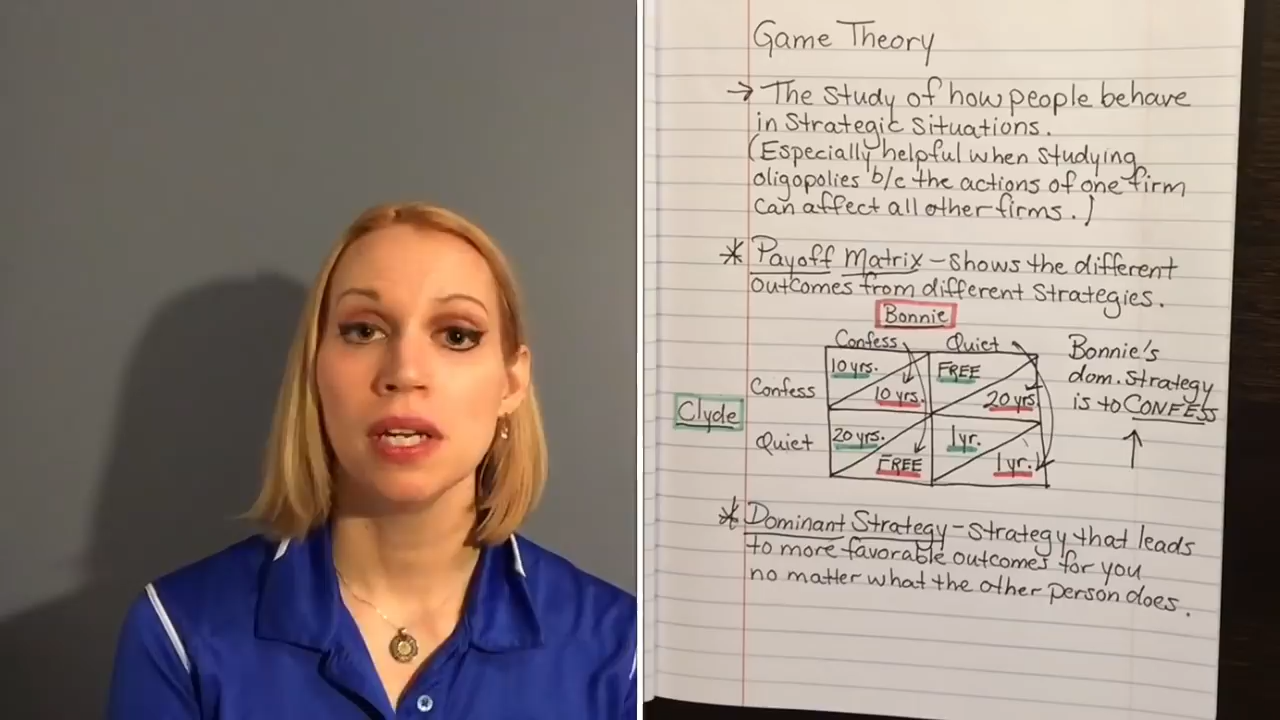 Game Theory
→ The study of how people behave
in strategic situations.
(Especially helpful when studying
oligopolies b/c the actions of one firm
can affect all other firms.)
* Payoff Matrix - shows the different
outcomes from different strategies.
Bonnie
Confess Quiet
Clyde
Confess
10 yrs. 10 yrs.
FREE 20 yrs.
Quiet
20 yrs. FREE
1 yr. 1 yr.
Bonnie's
dom. strategy
is to CONFESS
* Dominant Strategy - strategy that leads
to more favorable outcomes for you
no matter what the other person does.